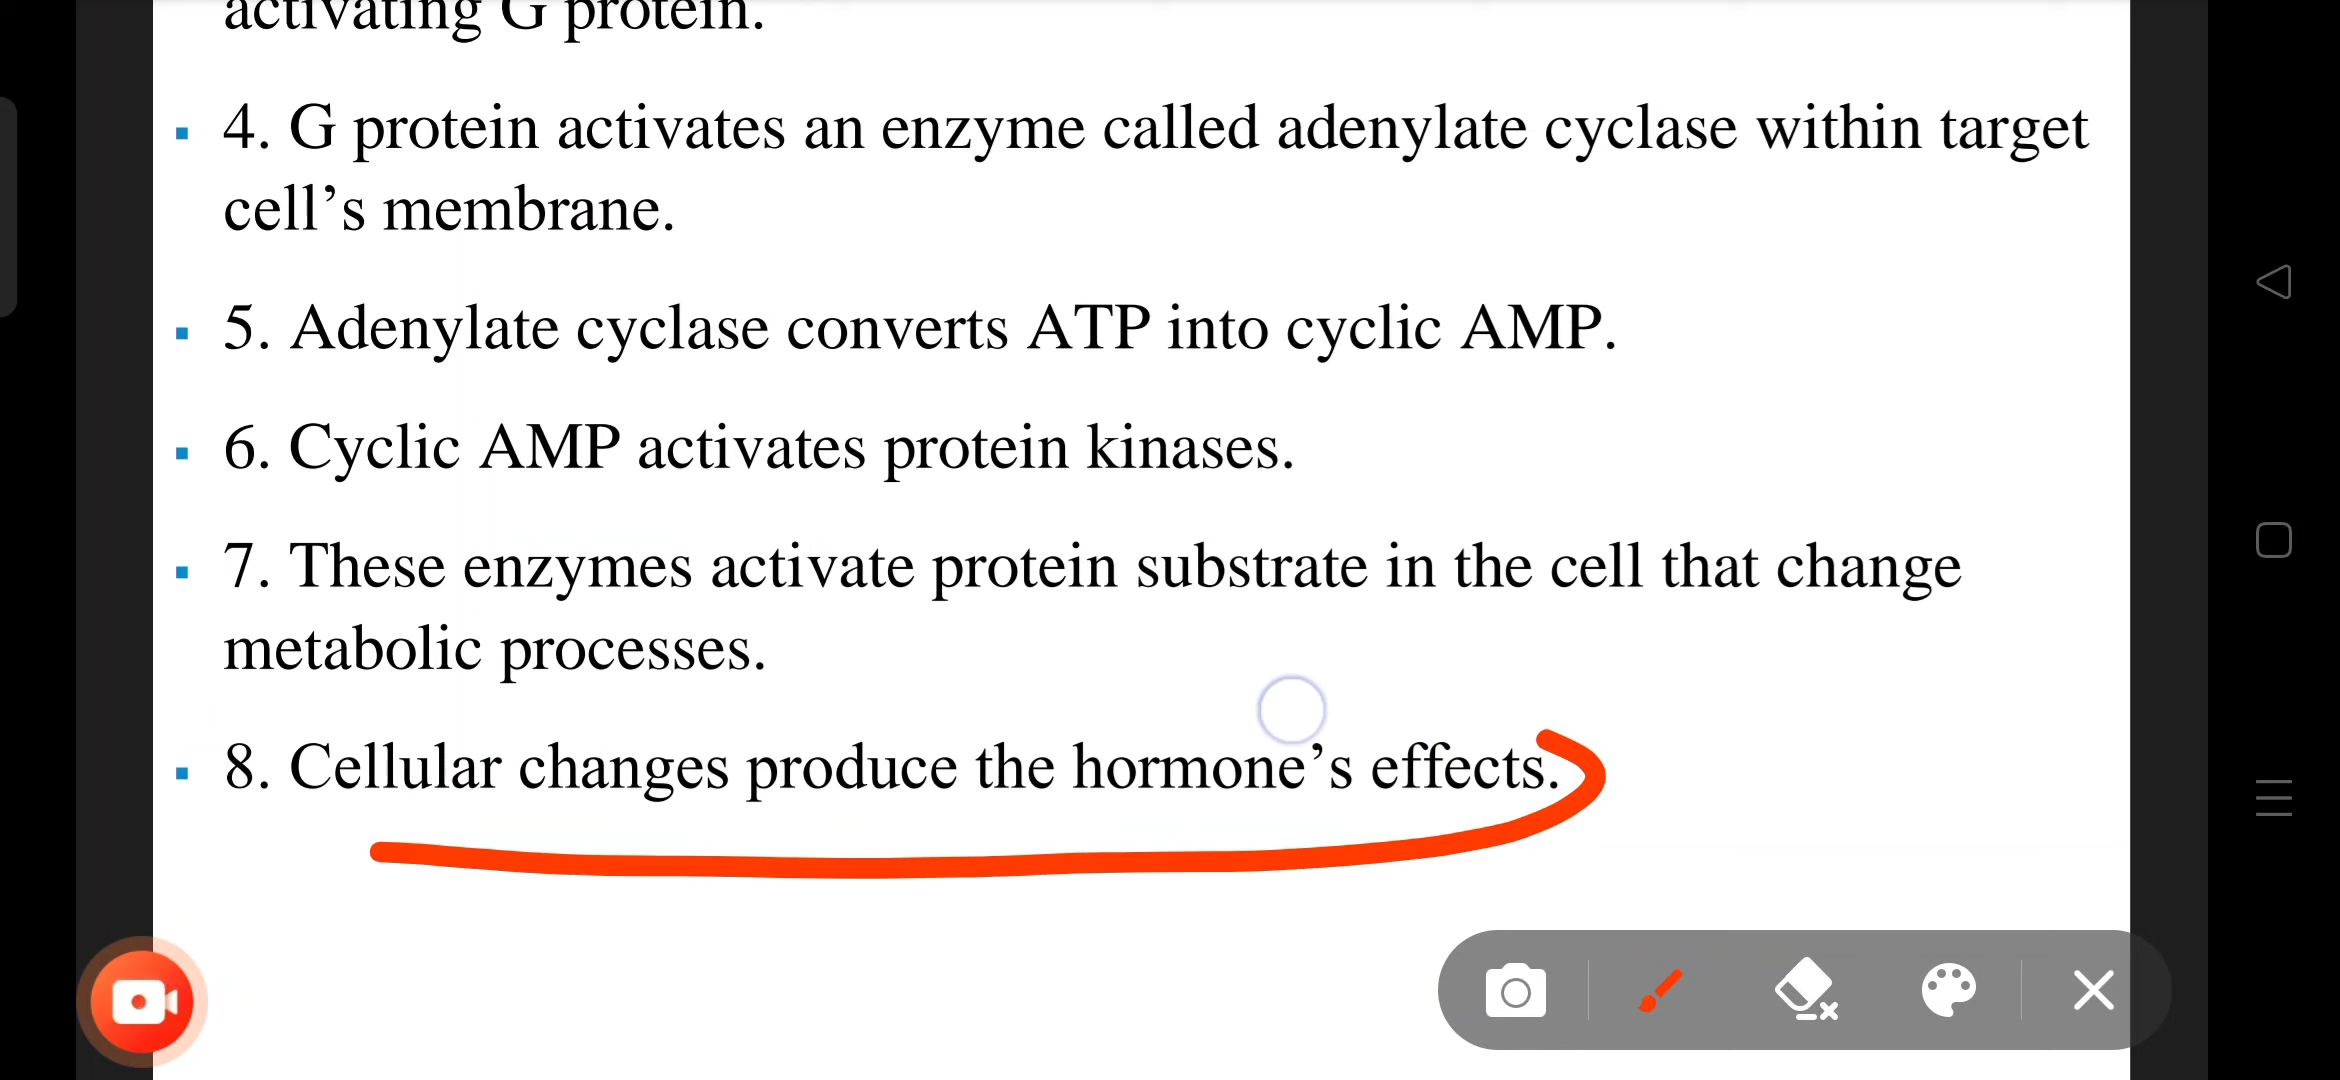 activating G protein.
4. G protein activates an enzyme called adenylate cyclase within target
cell’s membrane.
5. Adenylate cyclase converts ATP into cyclic AMP.
6. Cyclic AMP activates protein kinases.
7. These enzymes activate protein substrate in the cell that change
metabolic processes.
8. Cellular changes produce the hormone’s effects.